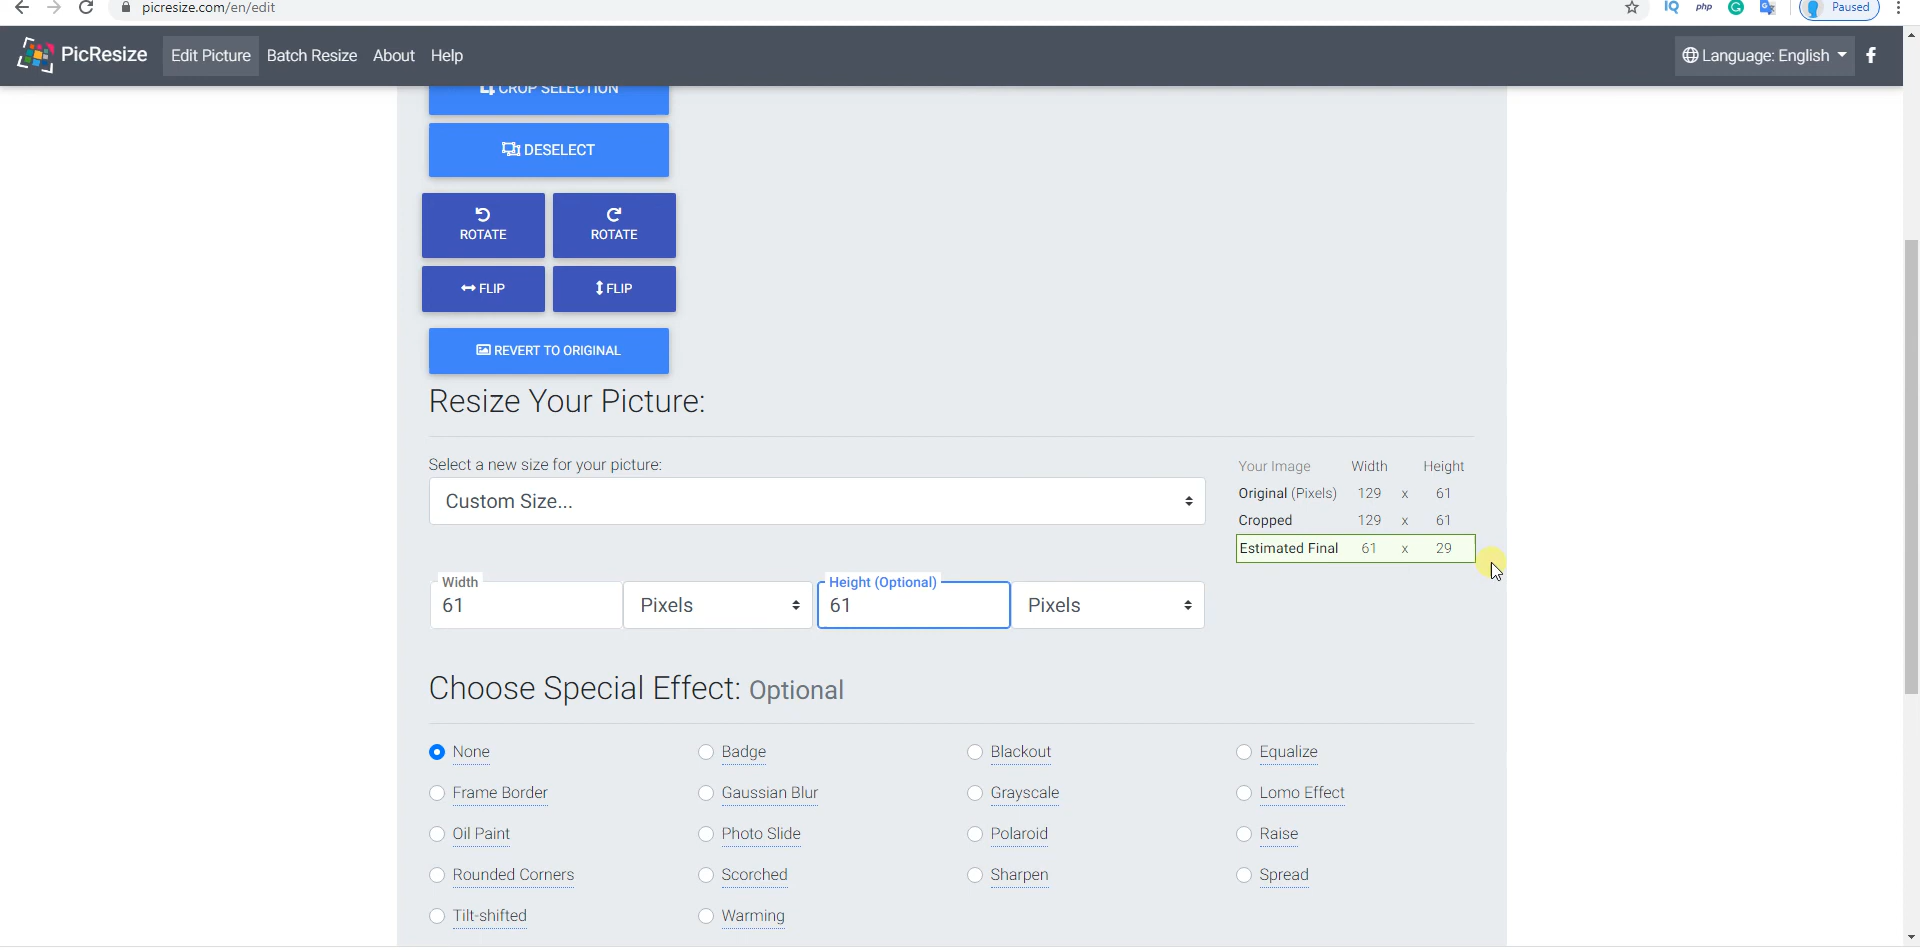 picresize.com/en/edit
IQ php Paused
PicResize Edit Picture Batch Resize About Help Language: English
CROP SELECTION
DESELECT
ROTATE ROTATE
FLIP FLIP
REVERT TO ORIGINAL
Resize Your Picture:
Select a new size for your picture:
Custom Size...
Your Image Width Height
Original (Pixels) 129 x 61
Cropped 129 x 61
Estimated Final 61 x 29
Width Height (Optional)
61 Pixels 61 Pixels
Choose Special Effect: Optional
None Badge Blackout Equalize
Frame Border Gaussian Blur Grayscale Lomo Effect
Oil Paint Photo Slide Polaroid Raise
Rounded Corners Scorched Sharpen Spread
Tilt-shifted Warming